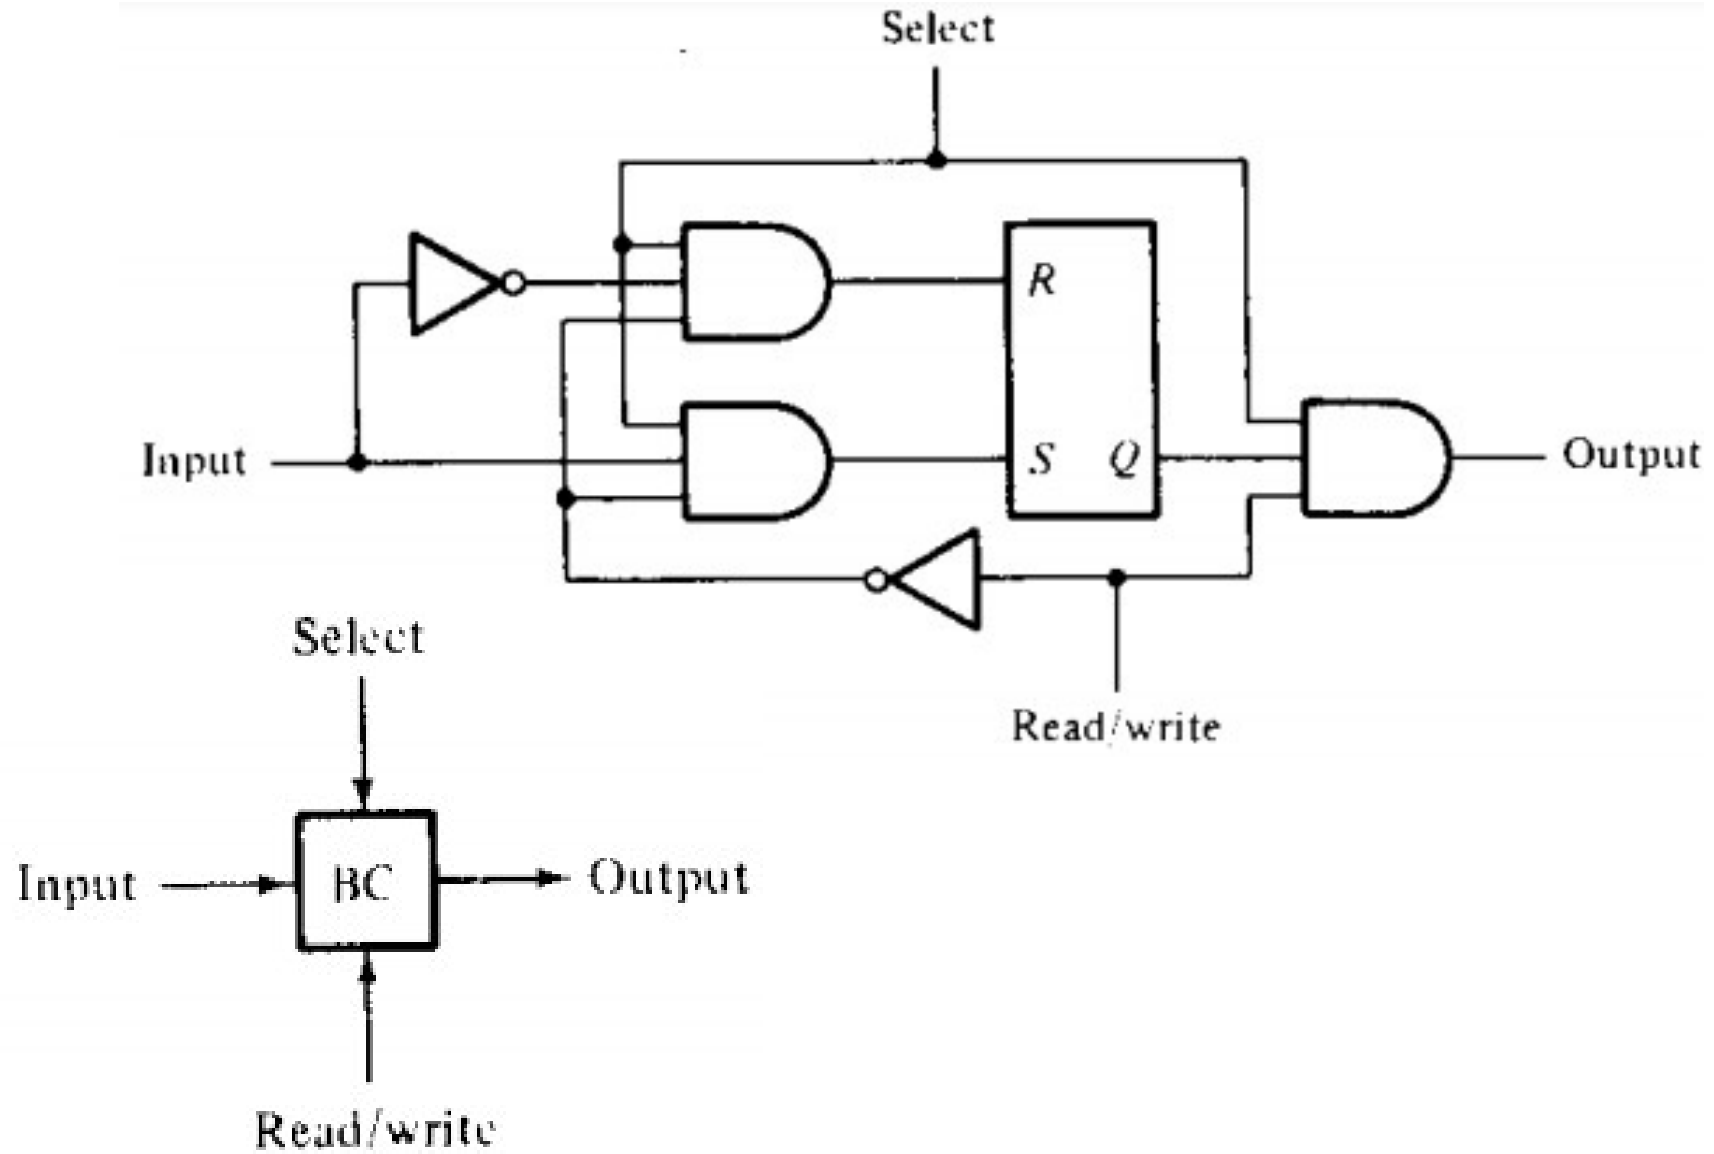 Select
R
Input
S Q
Output
Read/write
Select
Input
BC
Output
Read/write